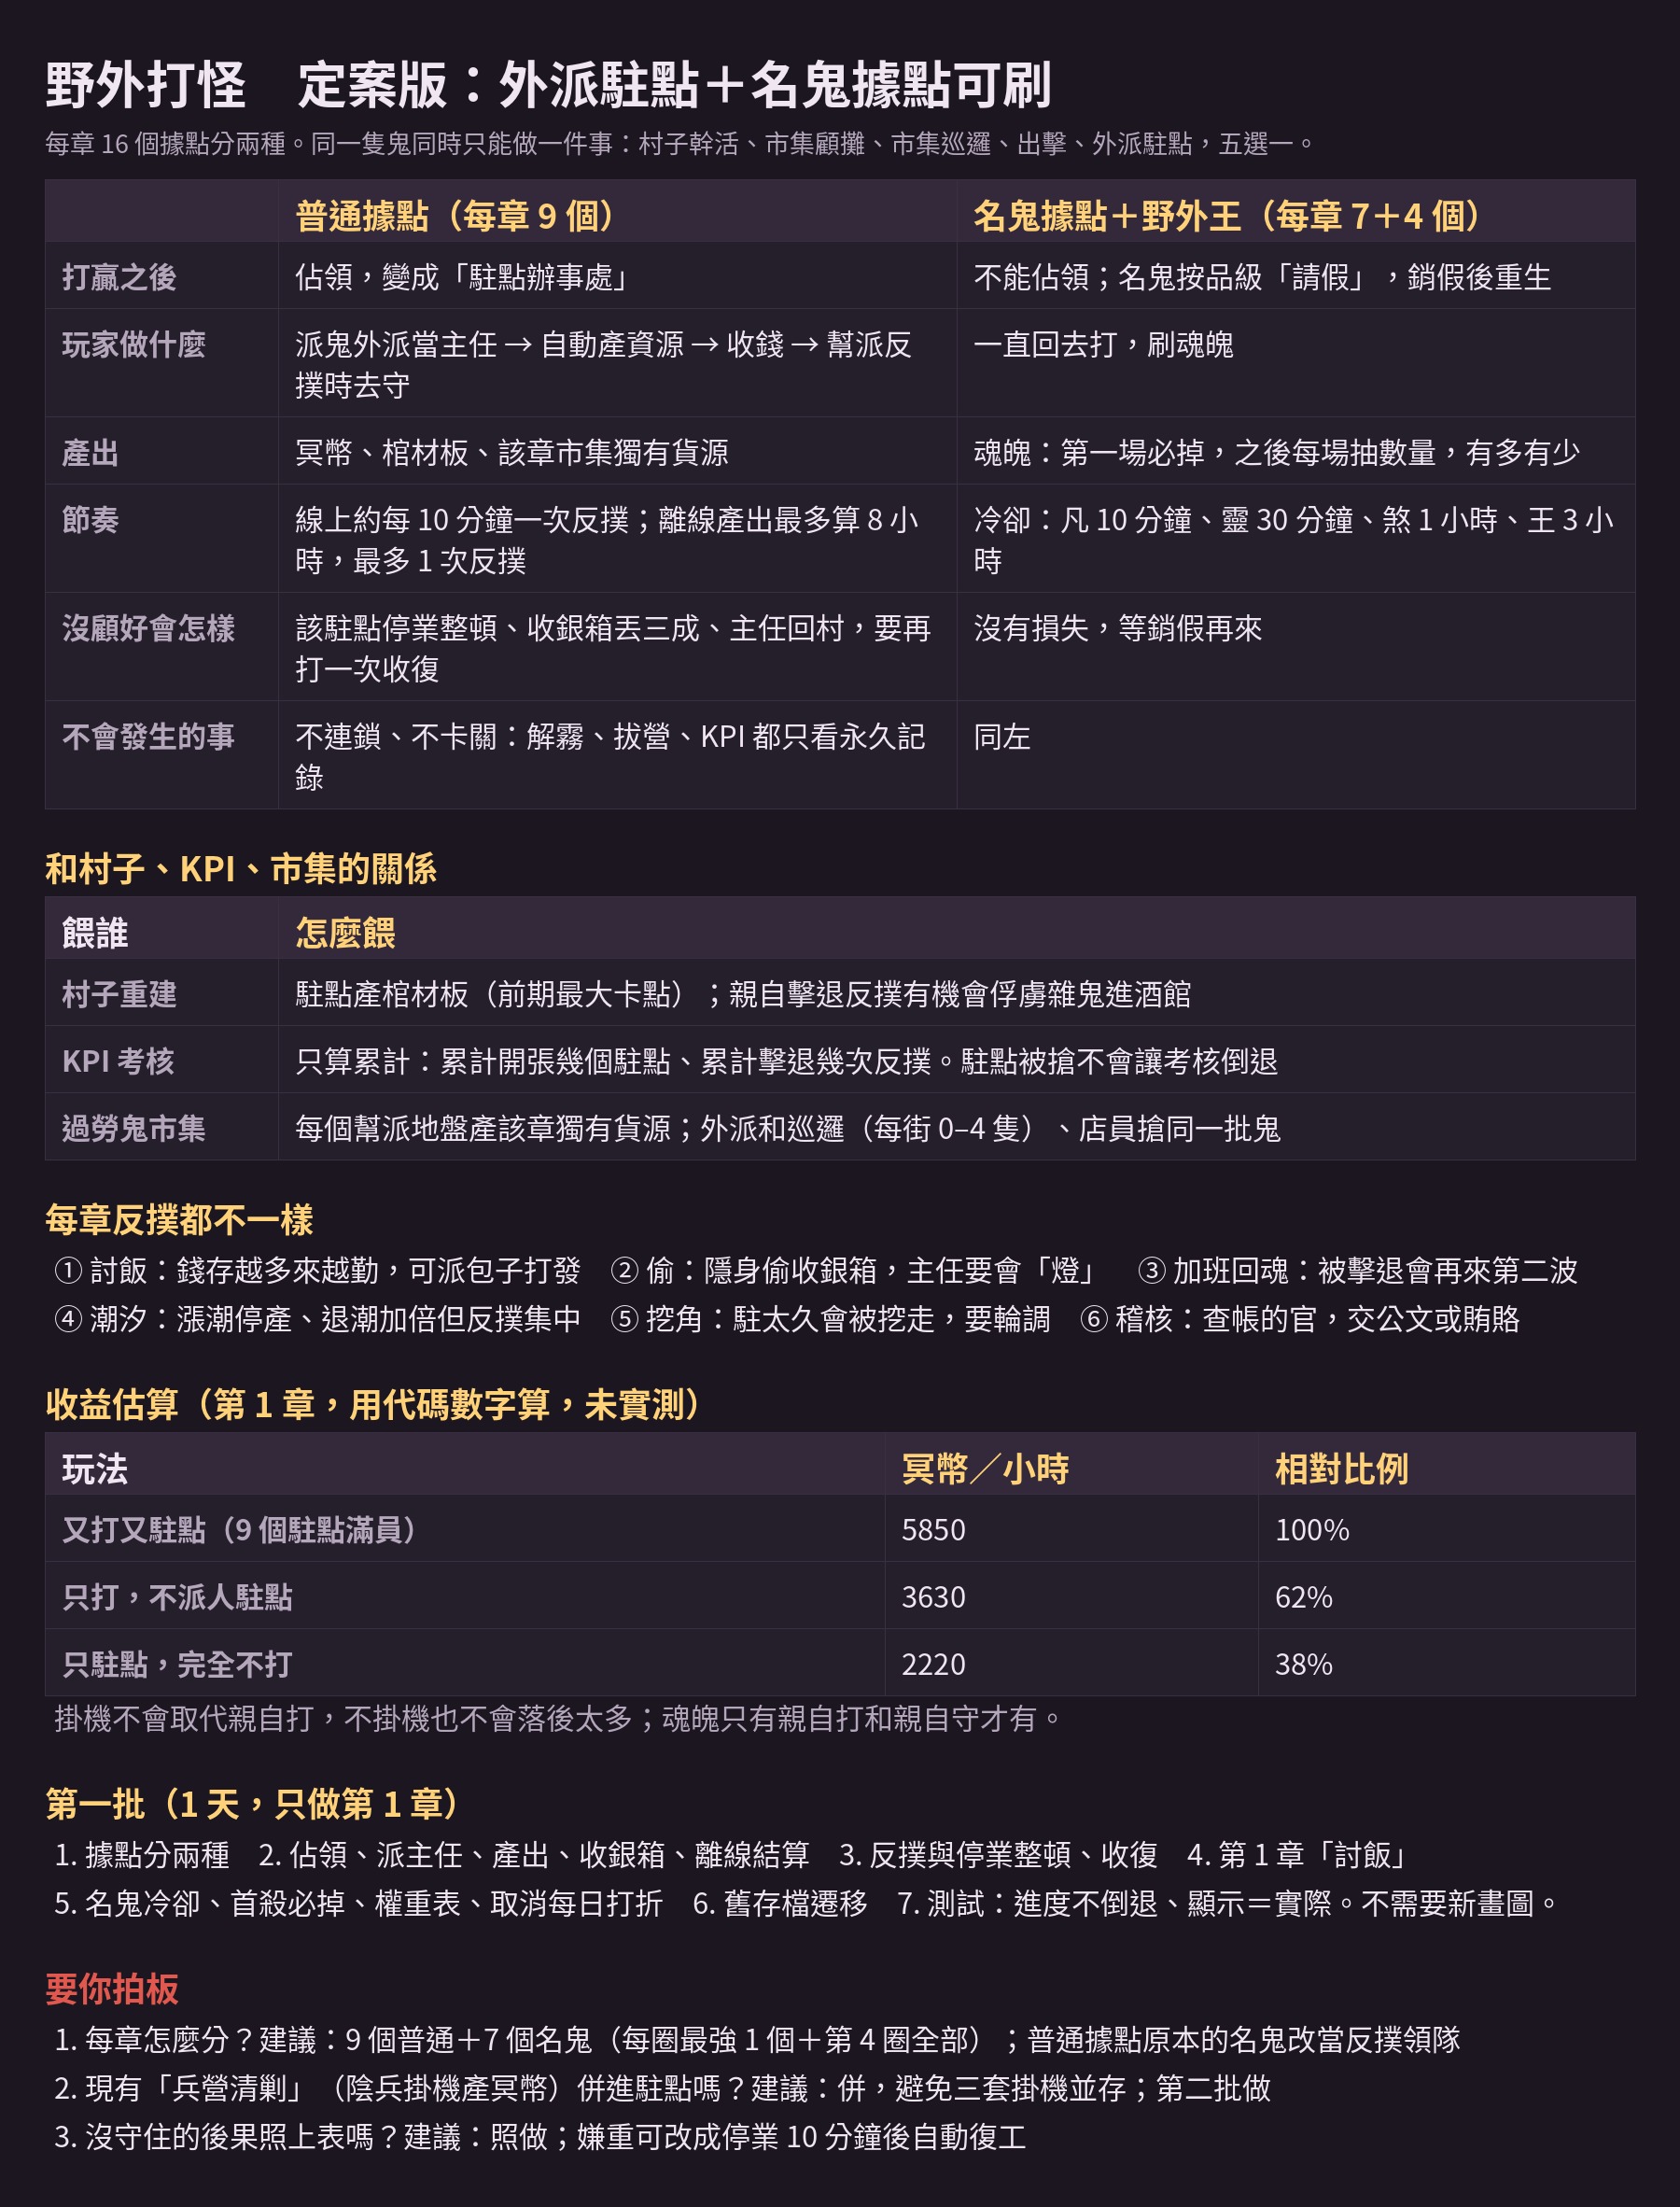 野外打怪　定案版：外派駐點＋名鬼據點可刷
每章 16 個據點分兩種。同一隻鬼同時只能做一件事：村子幹活、市集顧攤、市集巡邏、出擊、外派駐點，五選一。
普通據點（每章 9 個）
名鬼據點＋野外王（每章 7＋4 個）
打贏之後
佔領，變成「駐點辦事處」
不能佔領；名鬼按品級「請假」，銷假後重生
玩家做什麼
派鬼外派當主任 → 自動產資源 → 收錢 → 幫派反
撲時去守
一直回去打，刷魂魄
產出
冥幣、棺材板、該章市集獨有貨源
魂魄：第一場必掉，之後每場抽數量，有多有少
節奏
線上約每 10 分鐘一次反撲；離線產出最多算 8 小
時，最多 1 次反撲
冷卻：凡 10 分鐘、靈 30 分鐘、煞 1 小時、王 3 小
時
沒顧好會怎樣
該駐點停業整頓、收銀箱丟三成、主任回村，要再
打一次收復
沒有損失，等銷假再來
不會發生的事
不連鎖、不卡關：解霧、拔營、KPI 都只看永久記
錄
同左
和村子、KPI、市集的關係
餵誰
怎麼餵
村子重建
駐點產棺材板（前期最大卡點）；親自擊退反撲有機會俘虜雜鬼進酒館
KPI 考核
只算累計：累計開張幾個駐點、累計擊退幾次反撲。駐點被搶不會讓考核倒退
過勞鬼市集
每個幫派地盤產該章獨有貨源；外派和巡邏（每街 0–4 隻）、店員搶同一批鬼
每章反撲都不一樣
① 討飯：錢存越多來越勤，可派包子打發　② 偷：隱身偷收銀箱，主任要會「燈」　③ 加班回魂：被擊退會再來第二波
④ 潮汐：漲潮停產、退潮加倍但反撲集中　⑤ 挖角：駐太久會被挖走，要輪調　⑥ 稽核：查帳的官，交公文或賄賂
收益估算（第 1 章，用代碼數字算，未實測）
玩法
冥幣／小時
相對比例
又打又駐點（9 個駐點滿員）
5850
100%
只打，不派人駐點
3630
62%
只駐點，完全不打
2220
38%
掛機不會取代親自打，不掛機也不會落後太多；魂魄只有親自打和親自守才有。
第一批（1 天，只做第 1 章）
1. 據點分兩種　2. 佔領、派主任、產出、收銀箱、離線結算　3. 反撲與停業整頓、收復　4. 第 1 章「討飯」
5. 名鬼冷卻、首殺必掉、權重表、取消每日打折　6. 舊存檔遷移　7. 測試：進度不倒退、顯示＝實際。不需要新畫圖。
要你拍板
1. 每章怎麼分？建議：9 個普通＋7 個名鬼（每圈最強 1 個＋第 4 圈全部）；普通據點原本的名鬼改當反撲領隊
2. 現有「兵營清剿」（陰兵掛機產冥幣）併進駐點嗎？建議：併，避免三套掛機並存；第二批做
3. 沒守住的後果照上表嗎？建議：照做；嫌重可改成停業 10 分鐘後自動復工